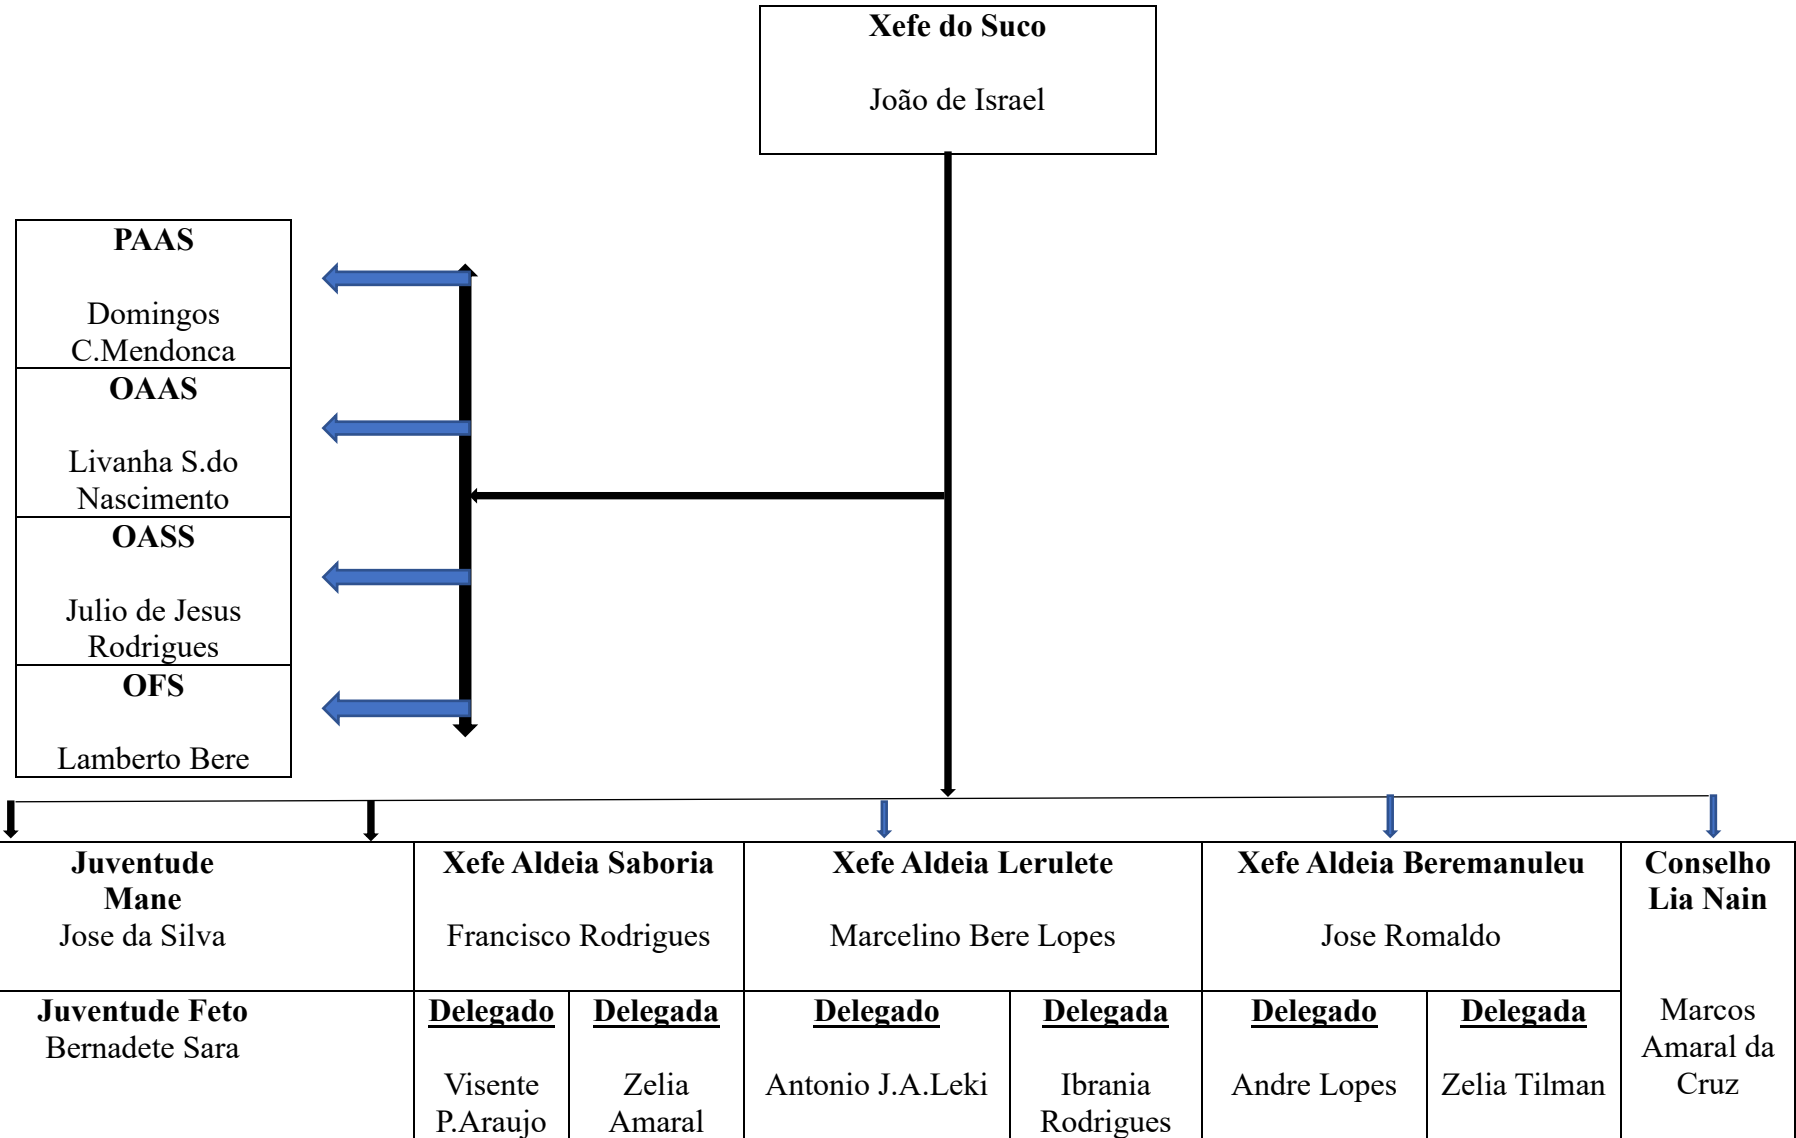 Xefe do Suco
João de Israel
PAAS
Domingos
C.Mendonca
OAAS
Livanha S.do
Nascimento
OASS
Julio de Jesus
Rodrigues
OFS
Lamberto Bere
Juventude
Mane
Jose da Silva
Xefe Aldeia Saboria
Francisco Rodrigues
Xefe Aldeia Lerulete
Marcelino Bere Lopes
Xefe Aldeia Beremanuleu
Jose Romaldo
Conselho
Lia Nain
Marcos
Amaral da
Cruz
Juventude Feto
Bernadete Sara
Delegado
Visente
P.Araujo
Delegada
Zelia
Amaral
Delegado
Antonio J.A.Leki
Delegada
Ibrania
Rodrigues
Delegado
Andre Lopes
Delegada
Zelia Tilman